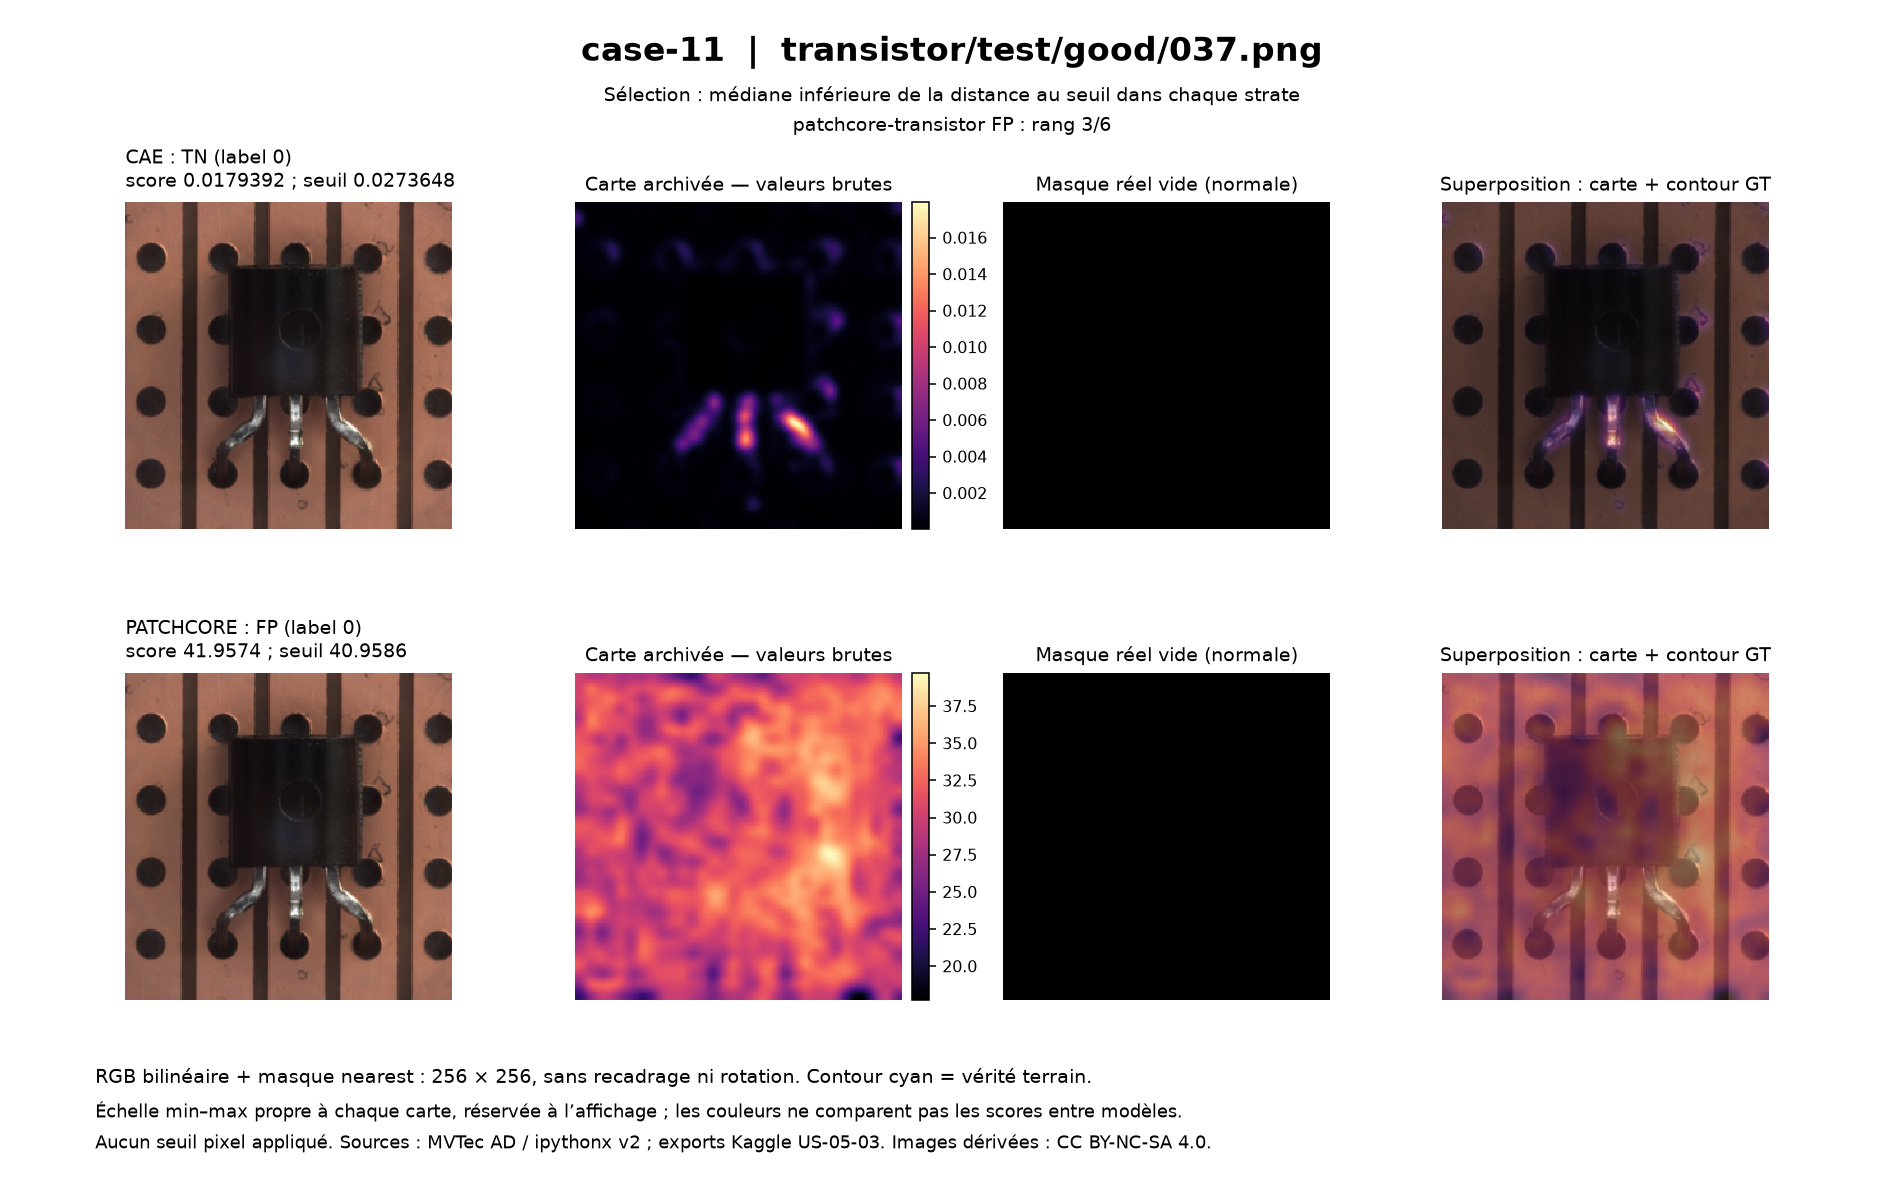 case-11 | transistor/test/good/037.png
Sélection : médiane inférieure de la distance au seuil dans chaque strate
patchcore-transistor FP : rang 3/6
CAE : TN (label 0)
score 0.0179392 ; seuil 0.0273648
Carte archivée — valeurs brutes
Masque réel vide (normale)
Superposition : carte + contour GT
0.016
0.014
0.012
0.010
0.008
0.006
0.004
0.002
PATCHCORE : FP (label 0)
score 41.9574 ; seuil 40.9586
Carte archivée — valeurs brutes
Masque réel vide (normale)
Superposition : carte + contour GT
37.5
35.0
32.5
30.0
27.5
25.0
22.5
20.0
RGB bilinéaire + masque nearest : 256 × 256, sans recadrage ni rotation. Contour cyan = vérité terrain.
Échelle min–max propre à chaque carte, réservée à l’affichage ; les couleurs ne comparent pas les scores entre modèles.
Aucun seuil pixel appliqué. Sources : MVTec AD / ipythonx v2 ; exports Kaggle US-05-03. Images dérivées : CC BY-NC-SA 4.0.